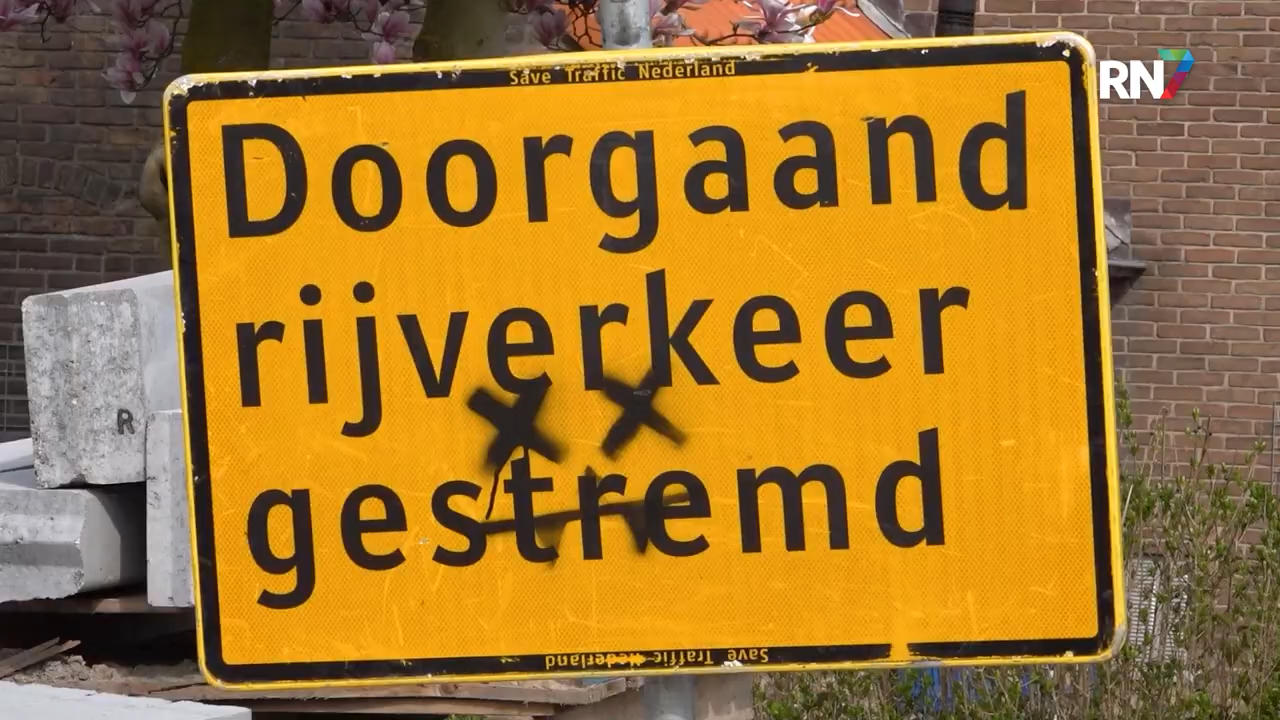 Save Traffic Nederland
RN7
Doorgaand
rijverkeer
gestremd
R
Save Traffic Nederland